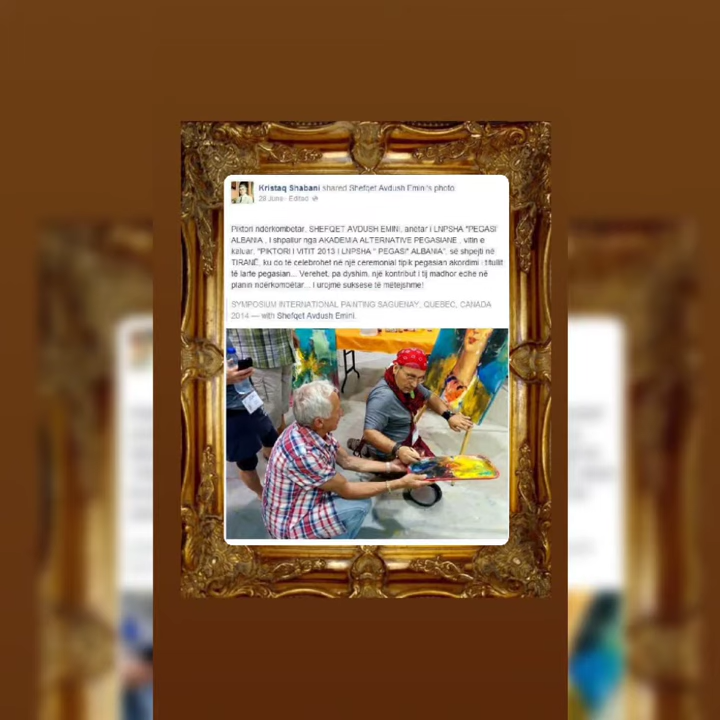 Kristaq Shabani shared Shefqet Avdush Emini's photo.
28 June · Edited ·
Piktori ndërkombëtar, SHEFQET AVDUSH EMINI, anëtar i LNPSHA "PEGASI"
ALBANIA , i shpallur nga AKADEMIA ALTERNATIVE PEGASIANE , vitin e
kaluar, "PIKTORI I VITIT 2013 I LNPSHA " PEGASI" ALBANIA", së shpejti në
TIRANË, ku do të celebrohet në një ceremonial tipik pegasian akordimi i titullit
të lartë pegasian... Vërehet, pa dyshim, një kontribut i tij madhor edhe në
planin ndërkombëtar... I urojmë suksese të mëtejshme!
SYMPOSIUM INTERNATIONAL PAINTING SAGUENAY, QUEBEC, CANADA
2014 — with Shefqet Avdush Emini.